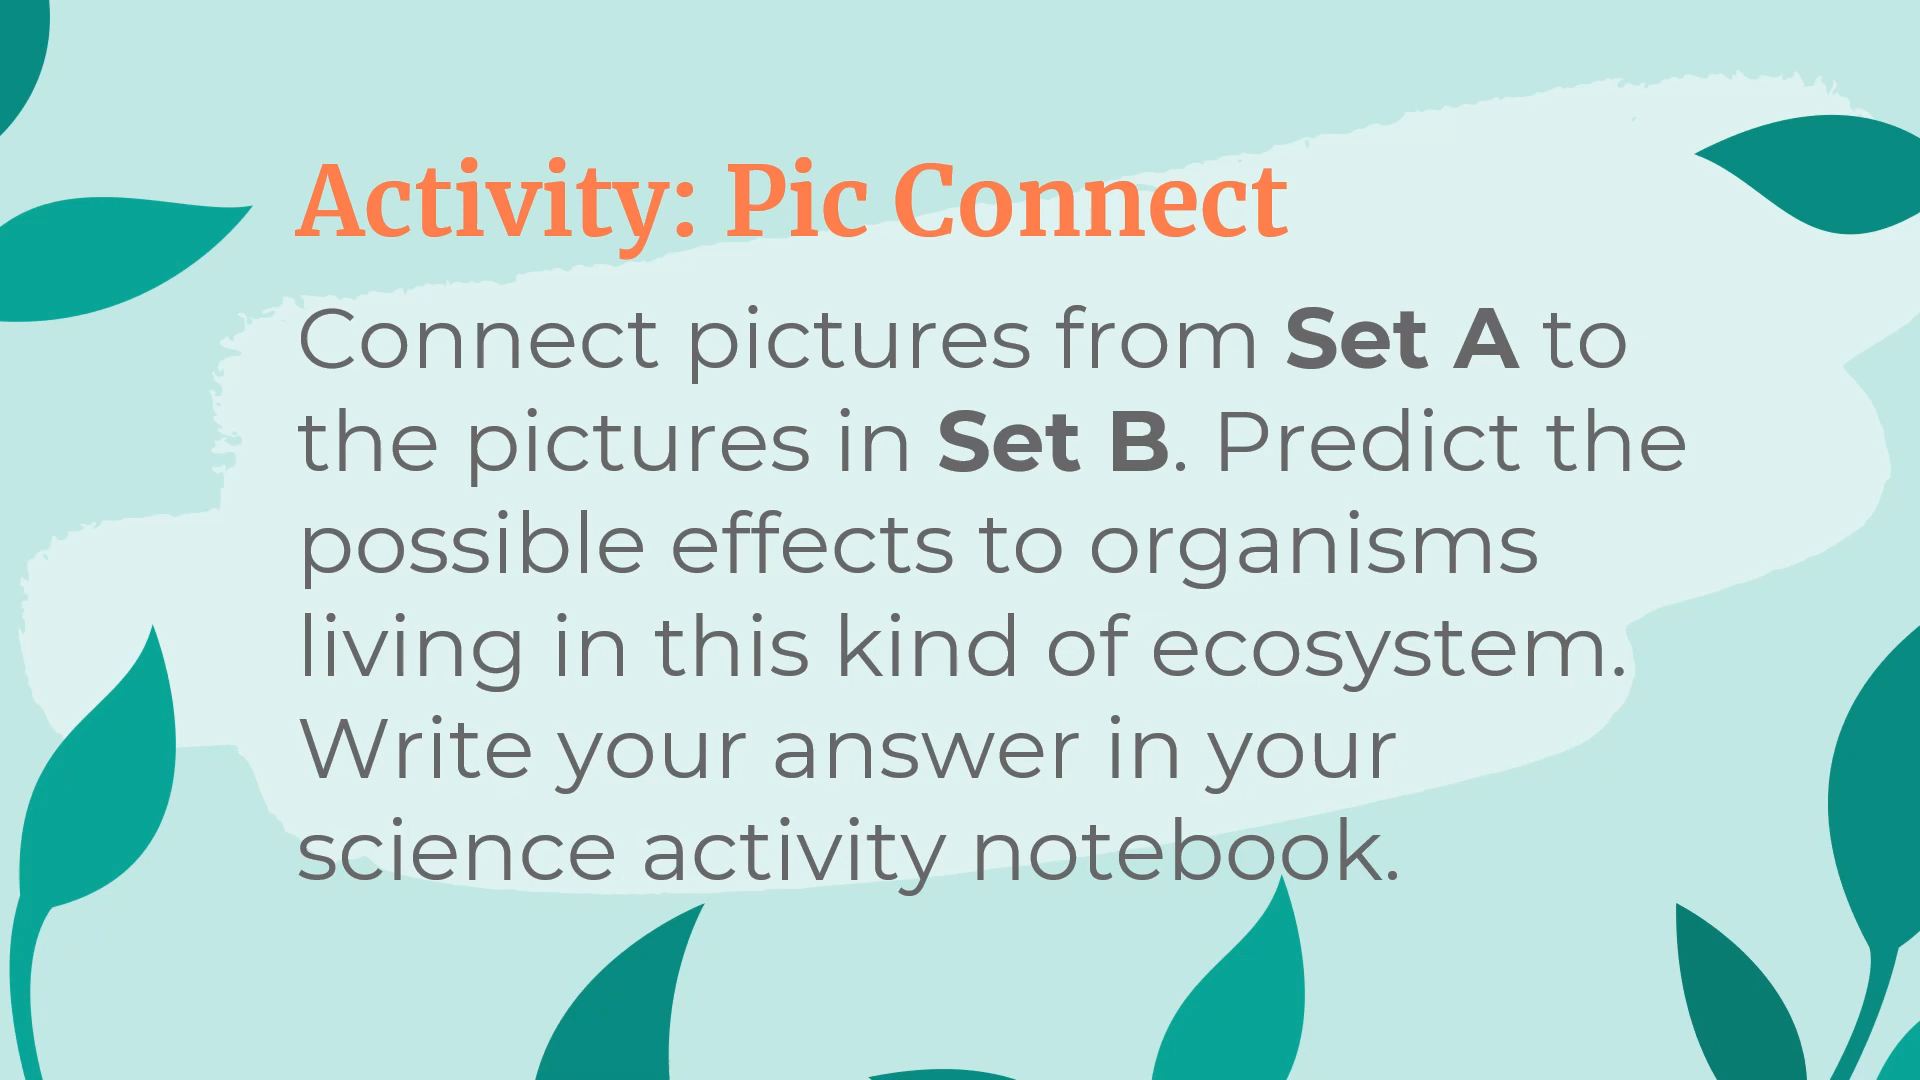 Activity: Pic Connect
Connect pictures from Set A to
the pictures in Set B. Predict the
possible effects to organisms
living in this kind of ecosystem.
Write your answer in your
science activity notebook.